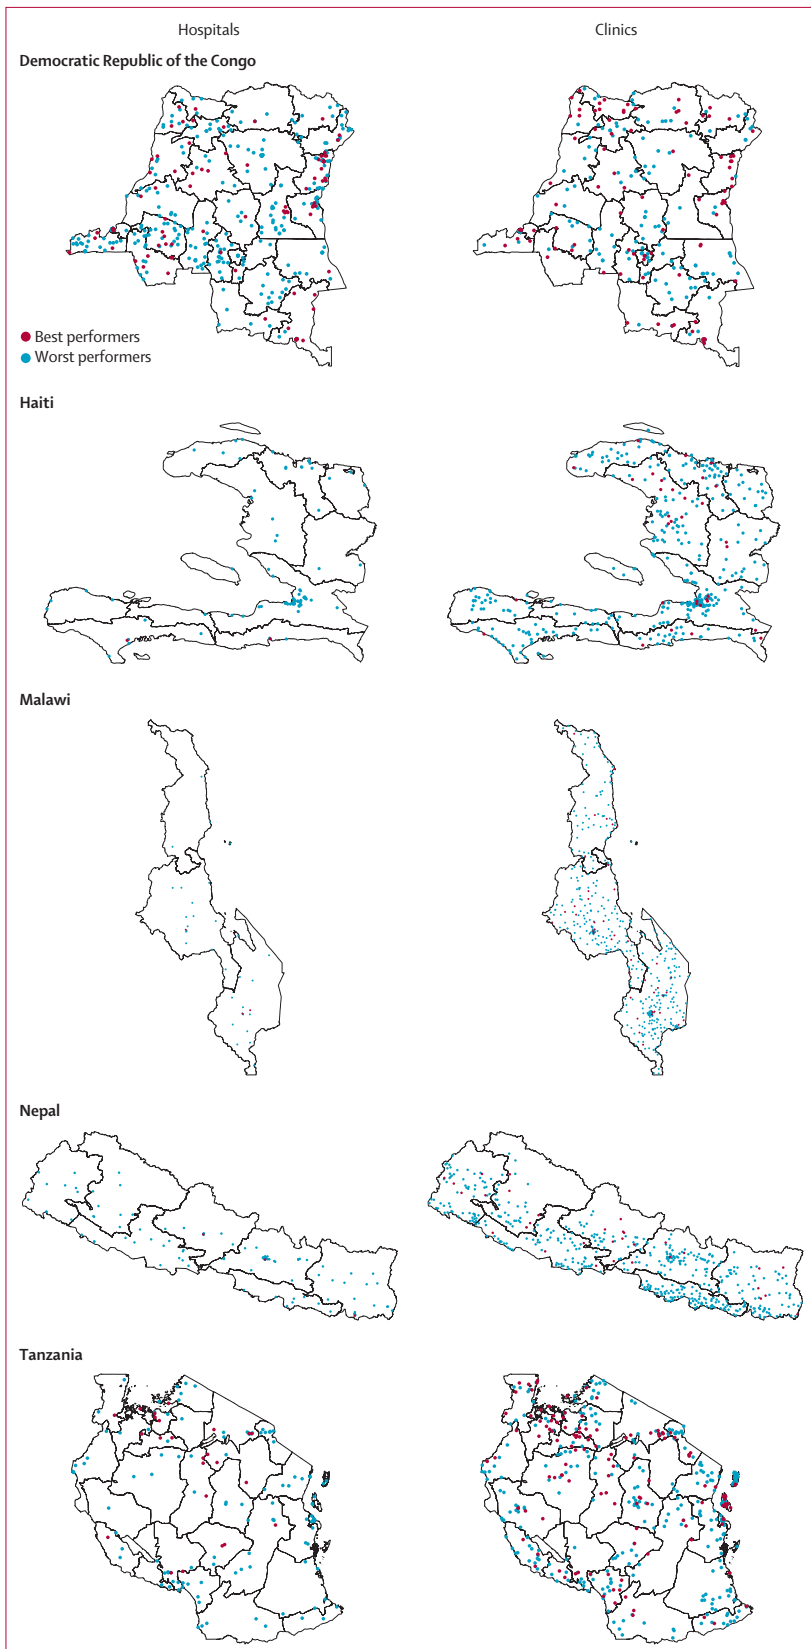 Hospitals
Clinics
Democratic Republic of the Congo
Best performers
Worst performers
Haiti
Malawi
Nepal
Tanzania